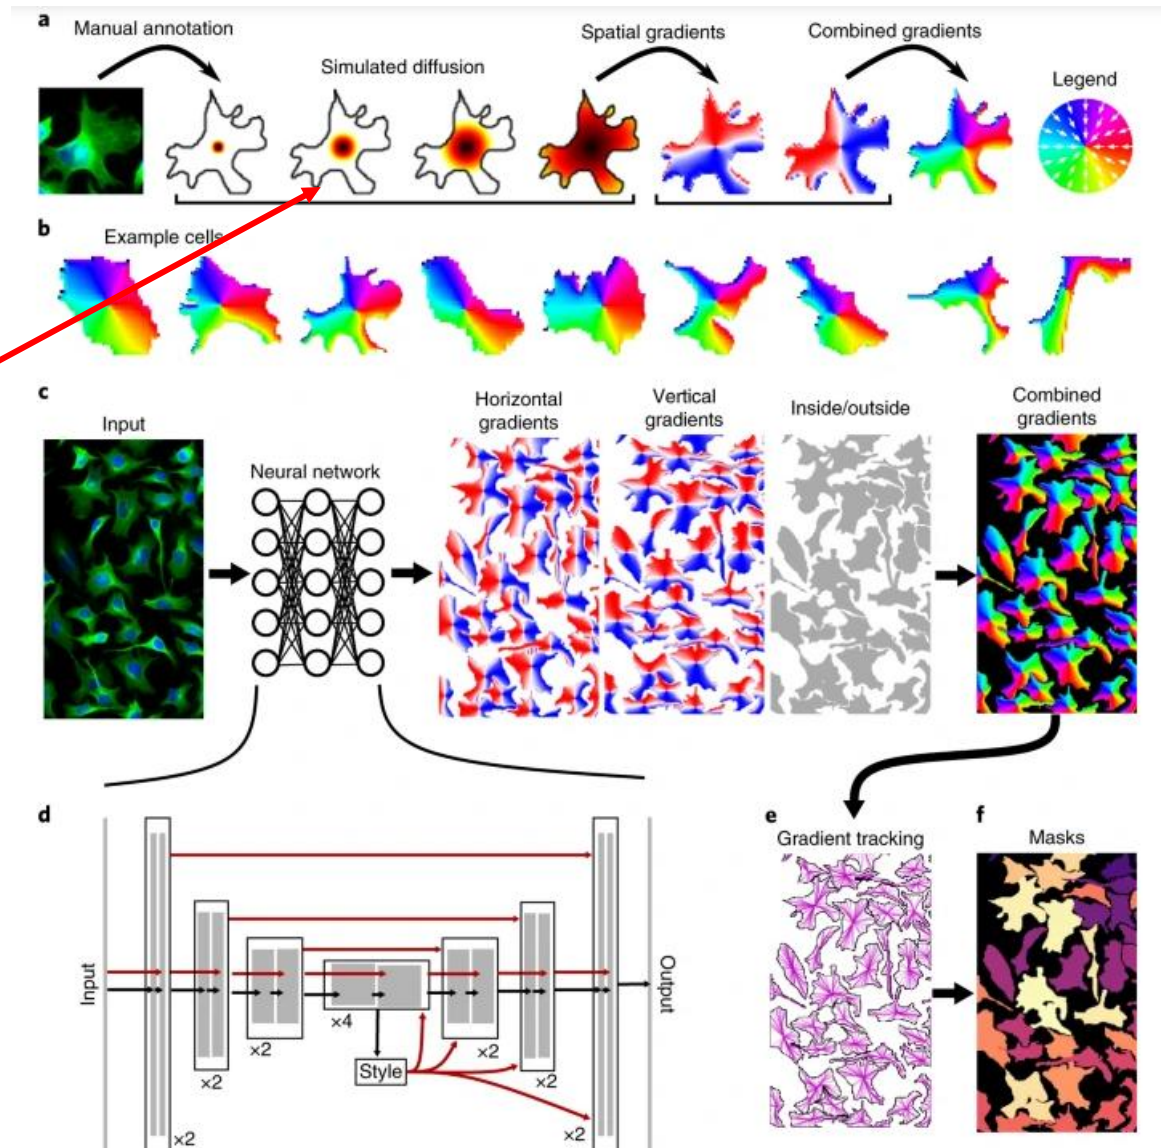 a
Manual annotation
Simulated diffusion
Spatial gradients
Combined gradients
Legend
b
Example cells
c
Input
Neural network
Horizontal
gradients
Vertical
gradients
Inside/outside
Combined
gradients
d
Input
×2
×2
×2
×4
Style
×2
×2
×2
Output
e
Gradient tracking
f
Masks